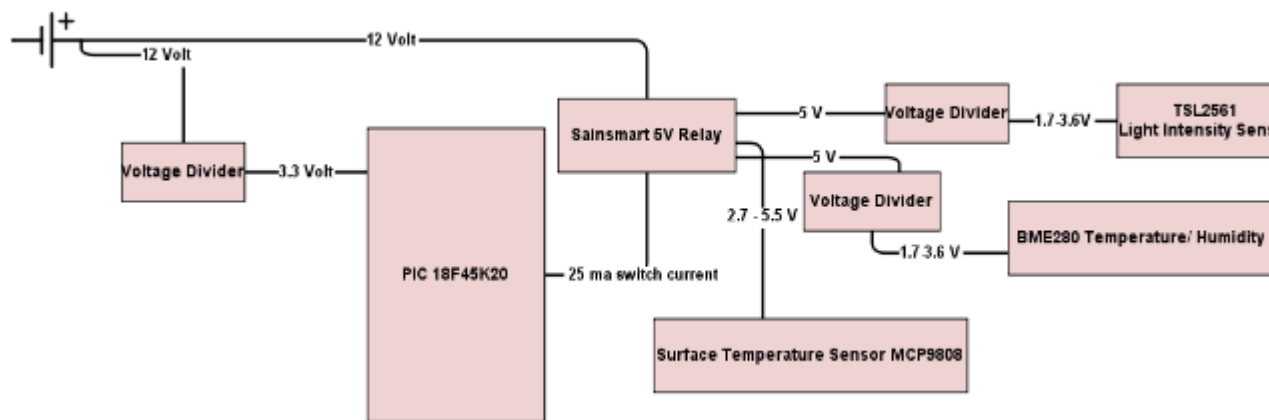 +
12 Volt
12 Volt
Voltage Divider
3.3 Volt
PIC 18F45K20
Sainsmart 5V Relay
25 ma switch current
5 V
Voltage Divider
1.7-3.6V
TSL2561
Light Intensity Sens
5 V
Voltage Divider
1.7-3.6 V
BME280 Temperature/ Humidity
2.7 - 5.5 V
Surface Temperature Sensor MCP9808